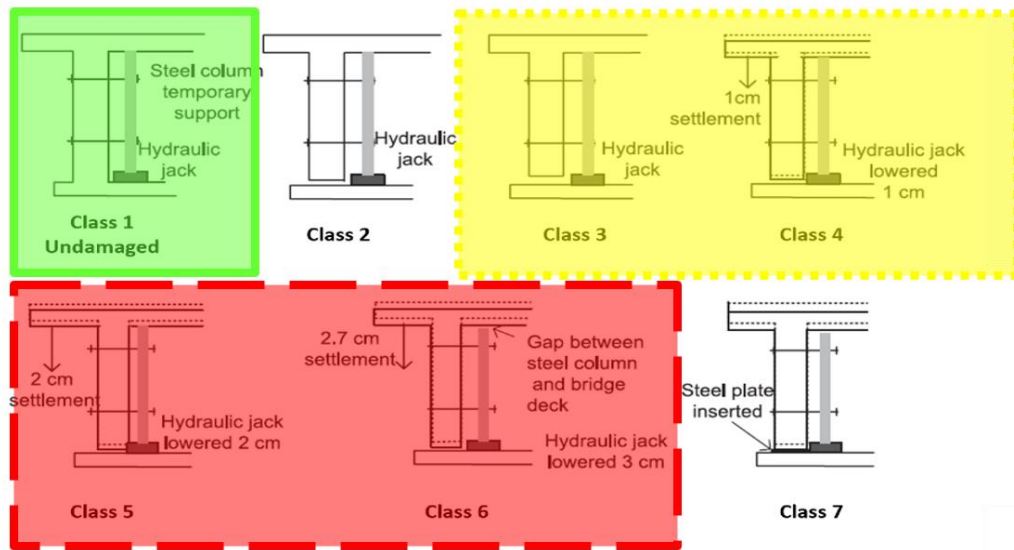 Steel column
temporary
support
Hydraulic
jack
Class 1
Undamaged
Hydraulic
jack
Class 2
Hydraulic
jack
Class 3
1cm
settlement
Hydraulic jack
lowered
1 cm
Class 4
2 cm
settlement
Hydraulic jack
lowered 2 cm
Class 5
2.7 cm
settlement
Gap between
steel column
and bridge
deck
Hydraulic jack
lowered 3 cm
Class 6
Steel plate
inserted
Class 7